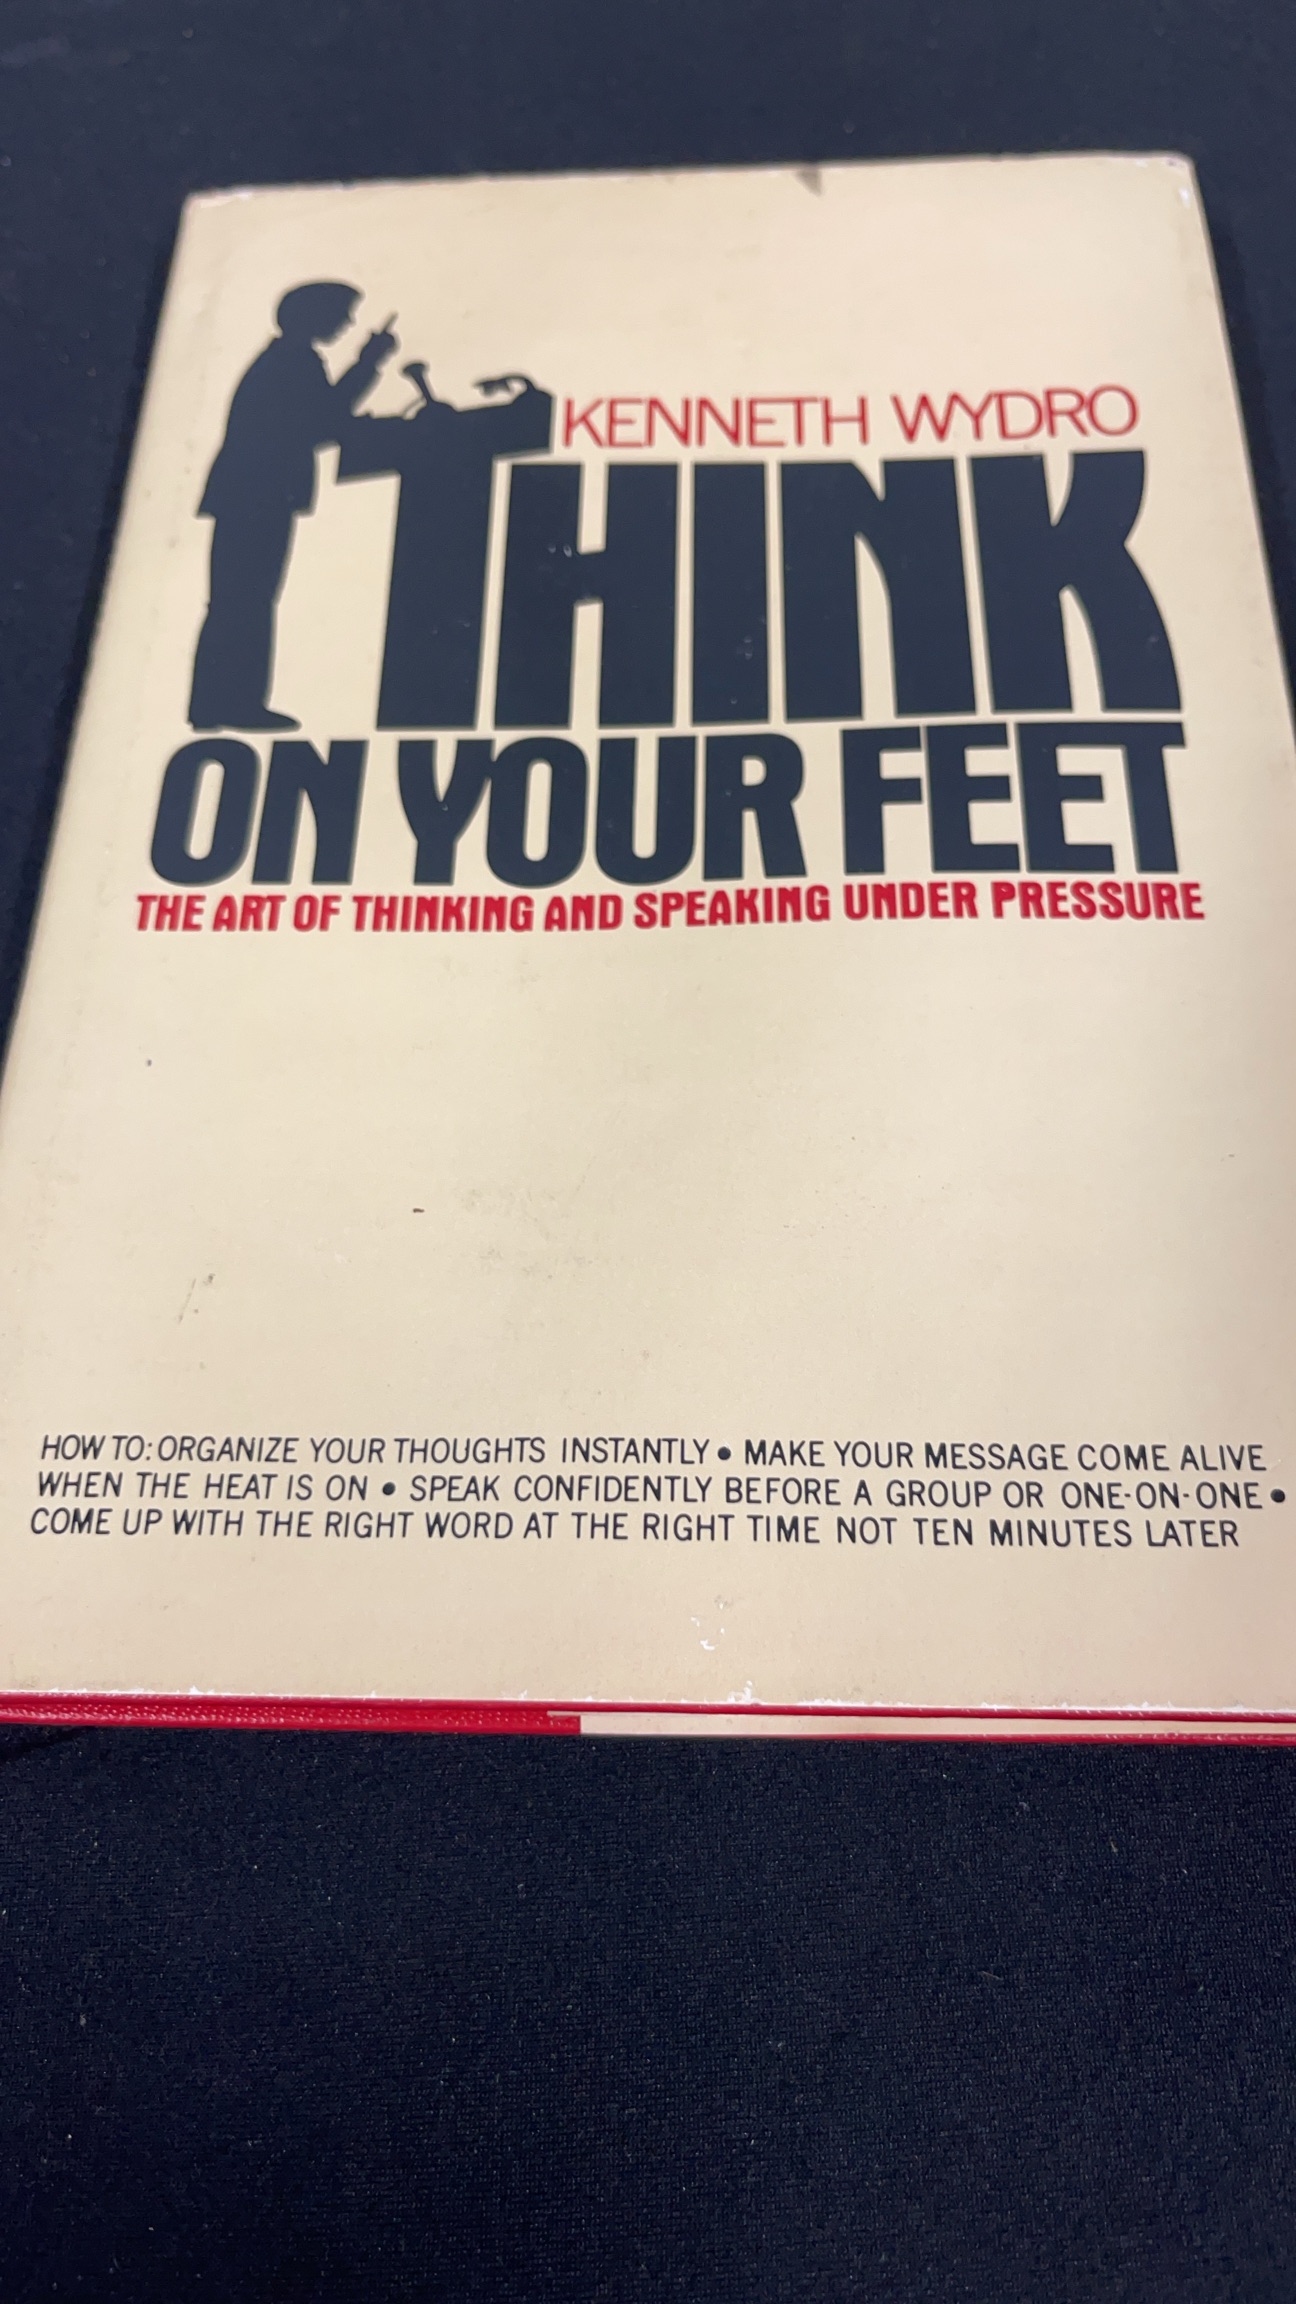 KENNETH WYDRO
THINK
ON YOUR FEET
THE ART OF THINKING AND SPEAKING UNDER PRESSURE
HOW TO: ORGANIZE YOUR THOUGHTS INSTANTLY • MAKE YOUR MESSAGE COME ALIVE
WHEN THE HEAT IS ON • SPEAK CONFIDENTLY BEFORE A GROUP OR ONE-ON-ONE •
COME UP WITH THE RIGHT WORD AT THE RIGHT TIME NOT TEN MINUTES LATER